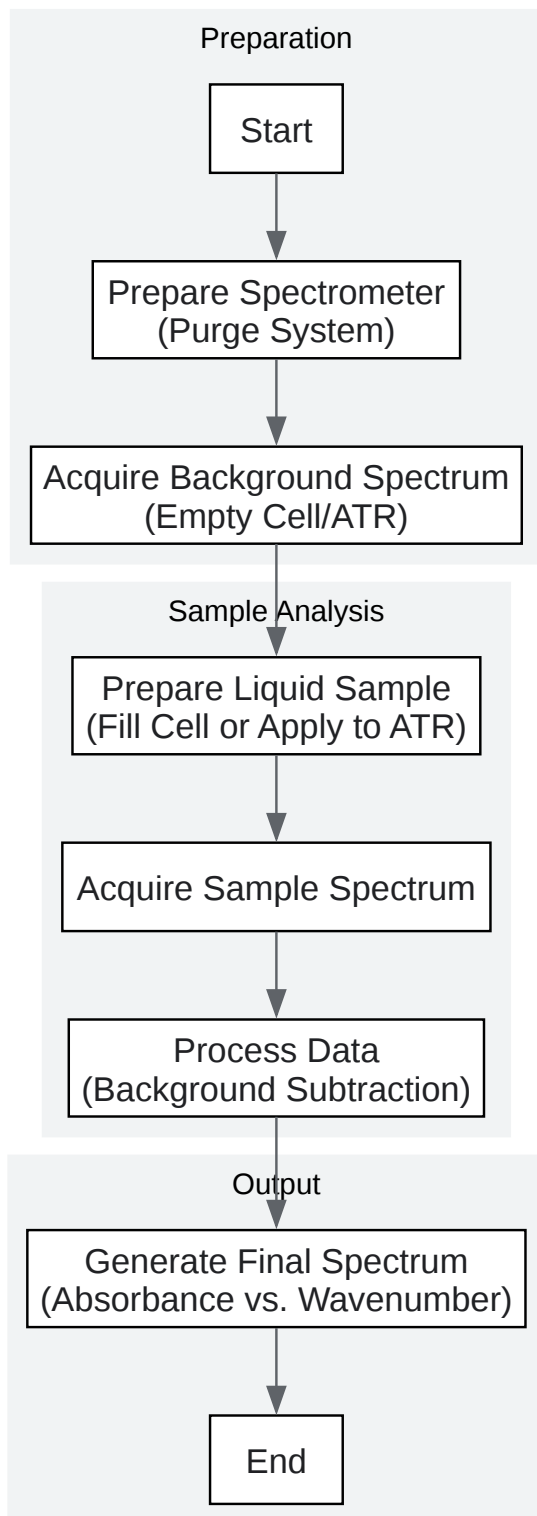 Preparation
Start
Prepare Spectrometer
(Purge System)
Acquire Background Spectrum
(Empty Cell/ATR)
Sample Analysis
Prepare Liquid Sample
(Fill Cell or Apply to ATR)
Acquire Sample Spectrum
Process Data
(Background Subtraction)
Output
Generate Final Spectrum
(Absorbance vs. Wavenumber)
End